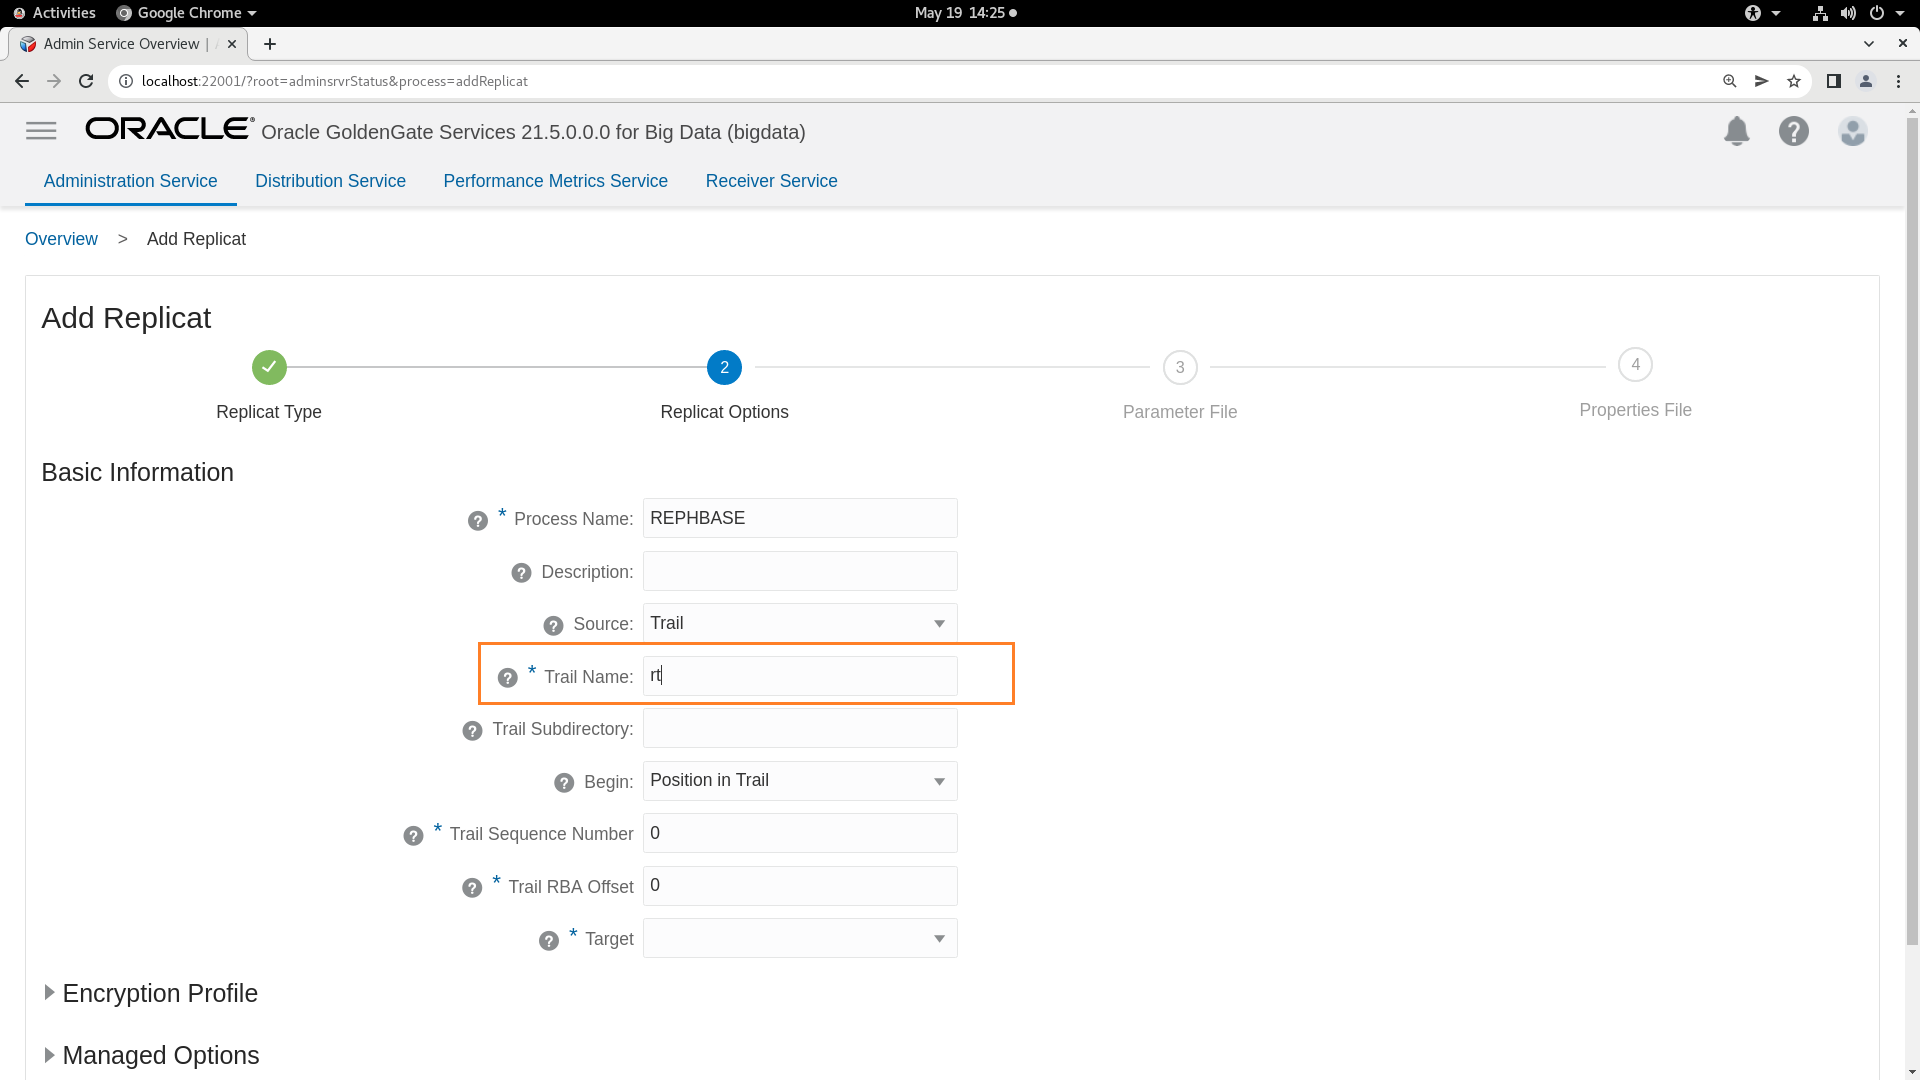 Activities Google Chrome May 19 14:25
Admin Service Overview |
localhost:22001/?root=adminsrvrStatus&process=addReplicat
ORACLE® Oracle GoldenGate Services 21.5.0.0.0 for Big Data (bigdata)
Administration Service Distribution Service Performance Metrics Service Receiver Service
Overview > Add Replicat
Add Replicat
2 3 4
Replicat Type Replicat Options Parameter File Properties File
Basic Information
? * Process Name: REPHBASE
? Description:
? Source: Trail
? * Trail Name: rt
? Trail Subdirectory:
? Begin: Position in Trail
? * Trail Sequence Number 0
? * Trail RBA Offset 0
? * Target
Encryption Profile
Managed Options